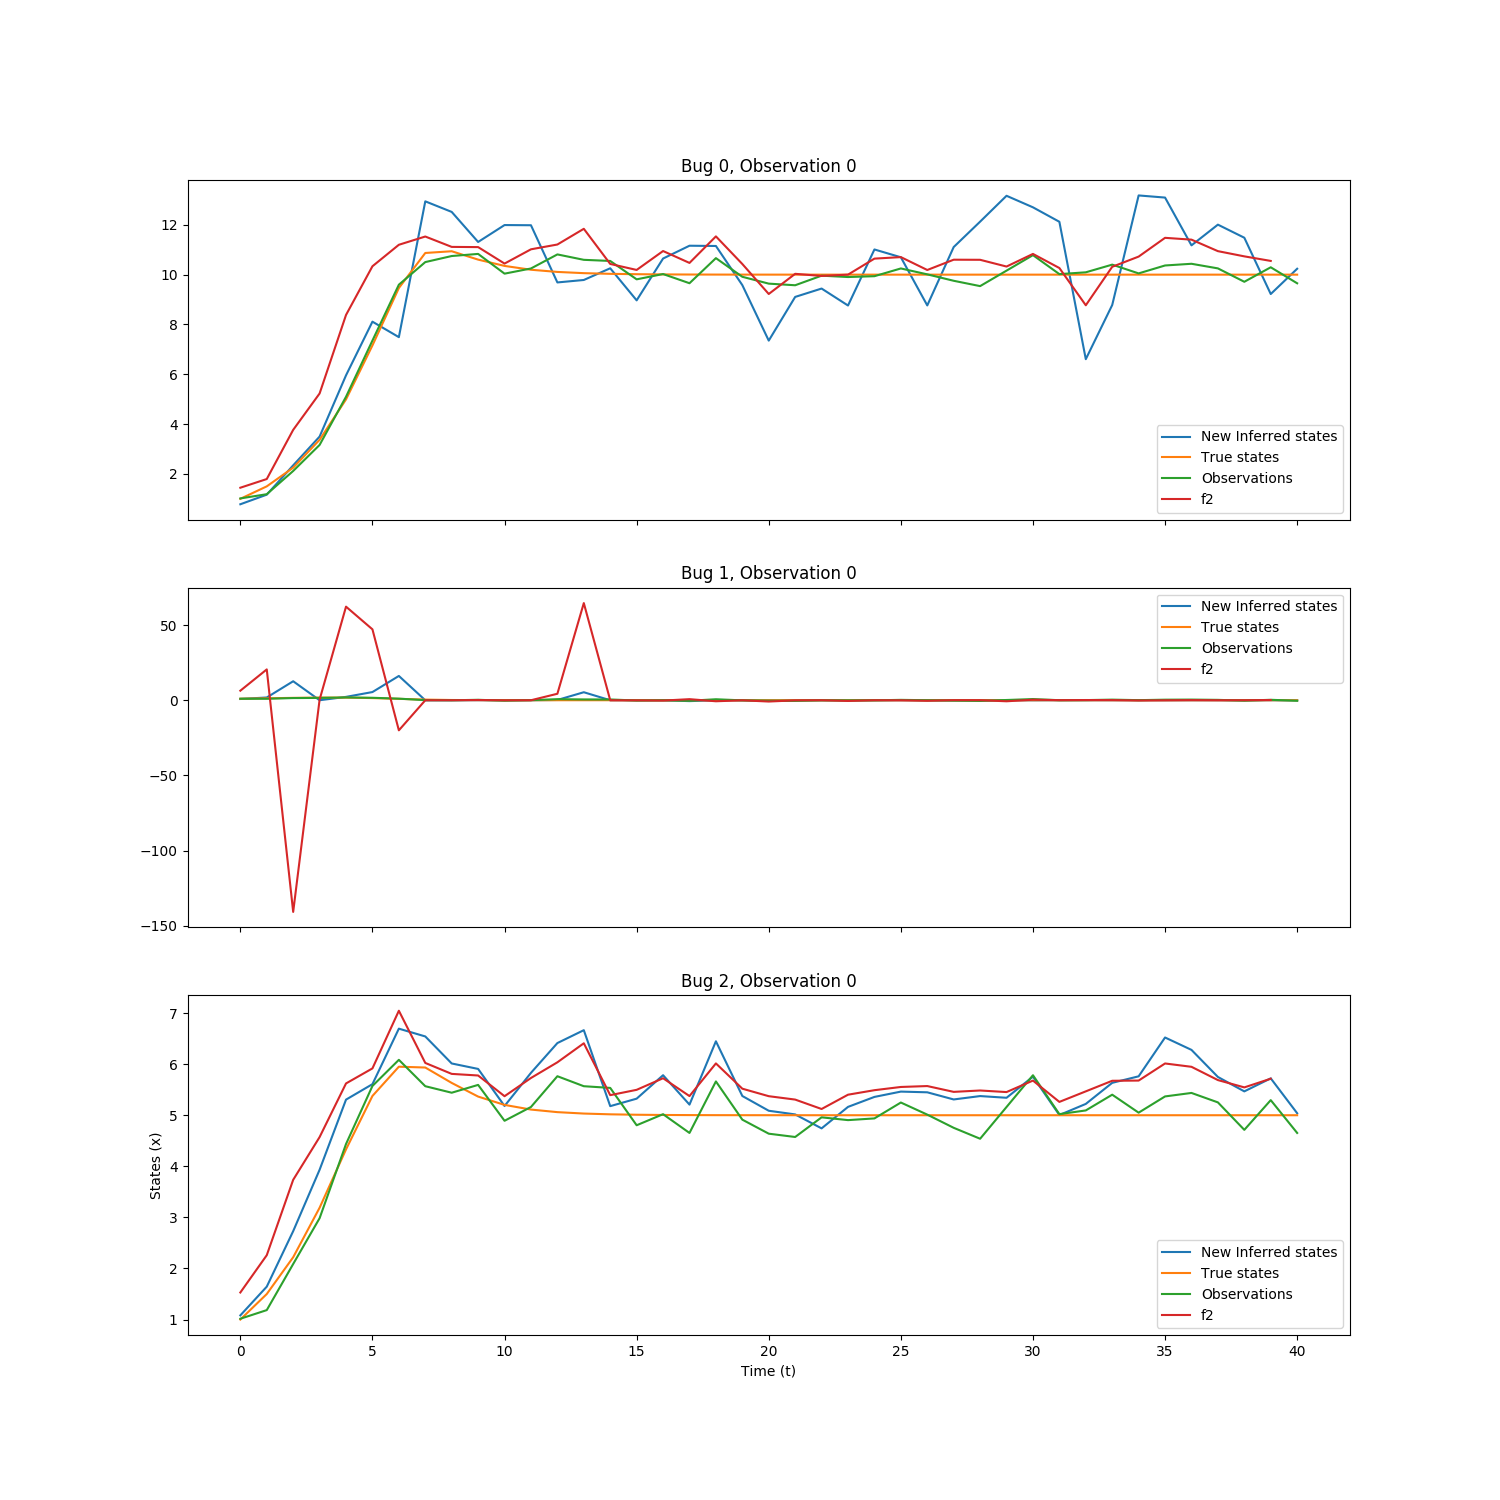 Bug 0, Observation 0
12
10
8
6
4
2
New Inferred states
True states
Observations
f2
Bug 1, Observation 0
50
0
−50
−100
−150
New Inferred states
True states
Observations
f2
Bug 2, Observation 0
7
6
5
4
3
2
1
States (x)
New Inferred states
True states
Observations
f2
0 5 10 15 20 25 30 35 40
Time (t)